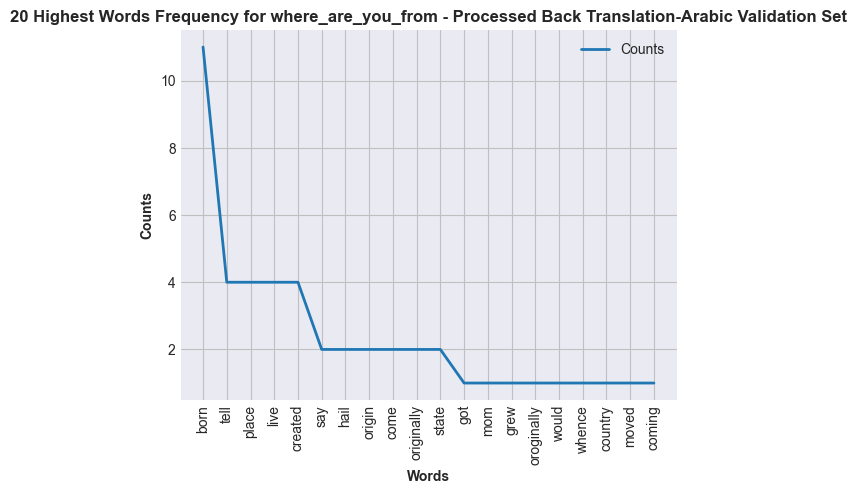 20 Highest Words Frequency for where_are_you_from - Processed Back Translation-Arabic Validation Set
Counts
10
8
6
4
2
Counts
born
tell
place
live
created
say
hail
origin
come
originally
state
got
mom
grew
oroginally
would
whence
country
moved
coming
Words